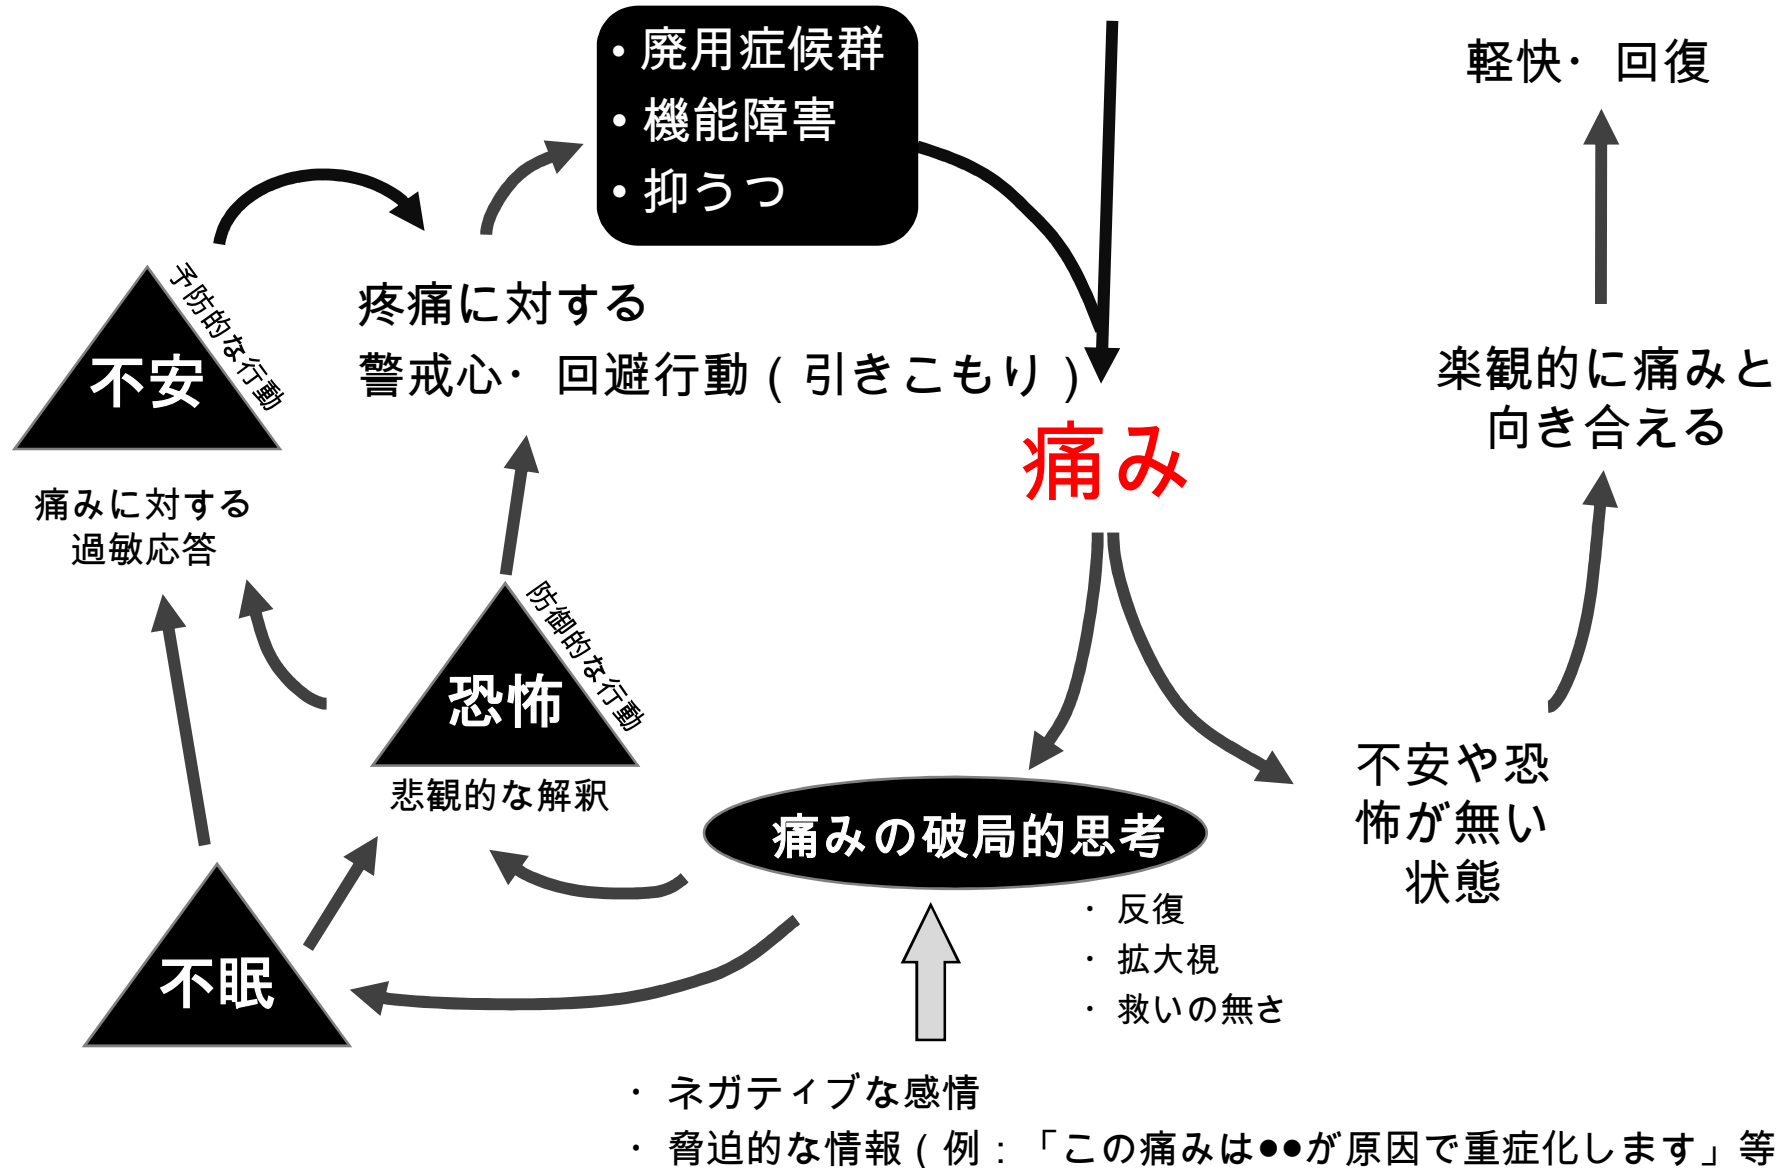 • 廃用症候群
• 機能障害
• 抑うつ
軽快・回復
予防的な行動
不安
疼痛に対する
警戒心・回避行動（引きこもり）
楽観的に痛みと
向き合える
痛み
痛みに対する
過敏応答
防御的な行動
恐怖
悲観的な解釈
不安や恐
怖が無い
状態
痛みの破局的思考
・反復
・拡大視
・救いの無さ
不眠
・ネガティブな感情
・脅迫的な情報（例：「この痛みは●●が原因で重症化します」等